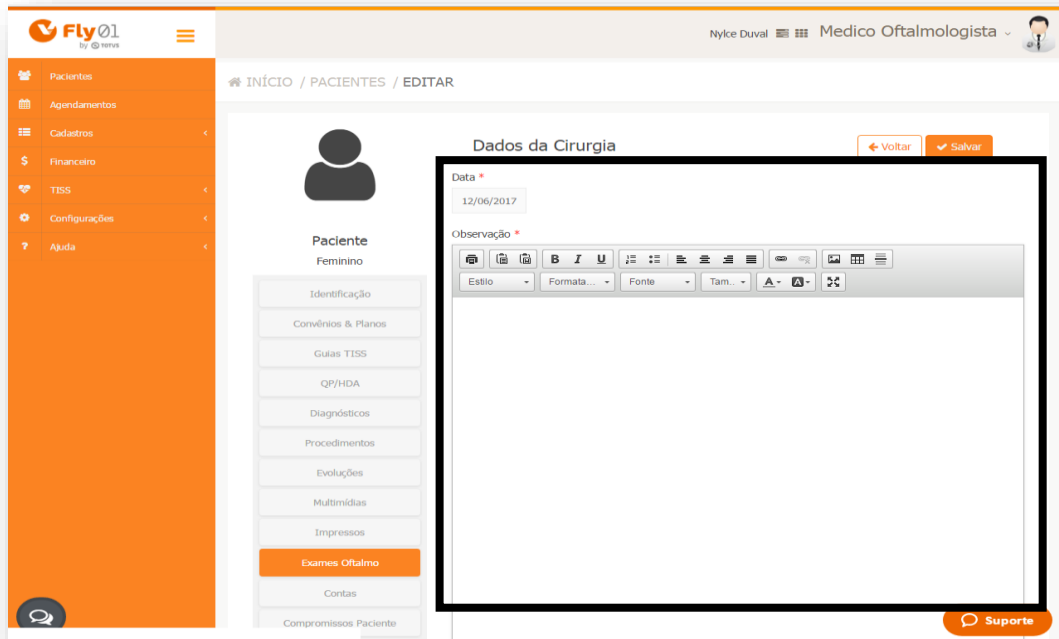 Fly01
by TOTVS
Nylce Duval
Medico Oftalmologista
Pacientes
Agendamentos
Cadastros
$ Financeiro
TISS
Configurações
? Ajuda
INÍCIO / PACIENTES / EDITAR
Paciente
Feminino
Identificação
Convênios & Planos
Guias TISS
QP/HDA
Diagnósticos
Procedimentos
Evoluções
Multimídias
Impressos
Exames Oftalmo
Contas
Compromissos Paciente
Dados da Cirurgia
Voltar
Salvar
Data *
12/06/2017
Observação *
B I U
Estilo Formata... Fonte Tam... A A
Suporte